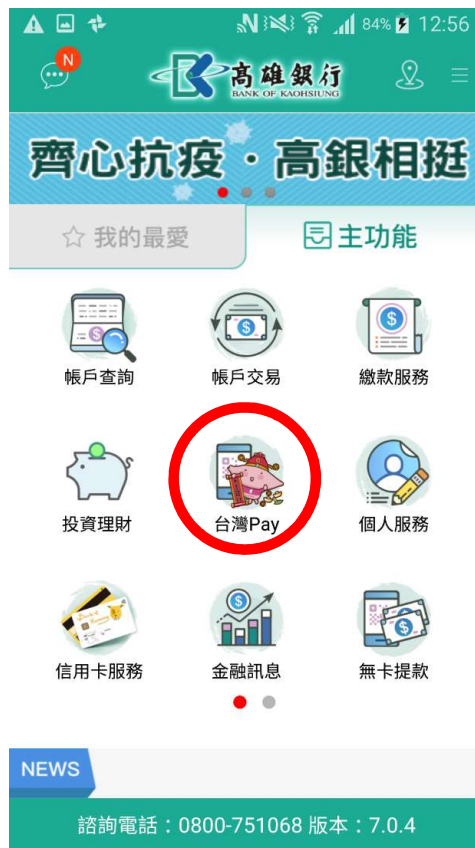 84% 12:56
N
高雄銀行
BANK OF KAOHSIUNG
齊心抗疫・高銀相挺
我的最愛
主功能
帳戶查詢
帳戶交易
繳款服務
投資理財
台灣Pay
個人服務
信用卡服務
金融訊息
無卡提款
NEWS
諮詢電話：0800-751068 版本：7.0.4